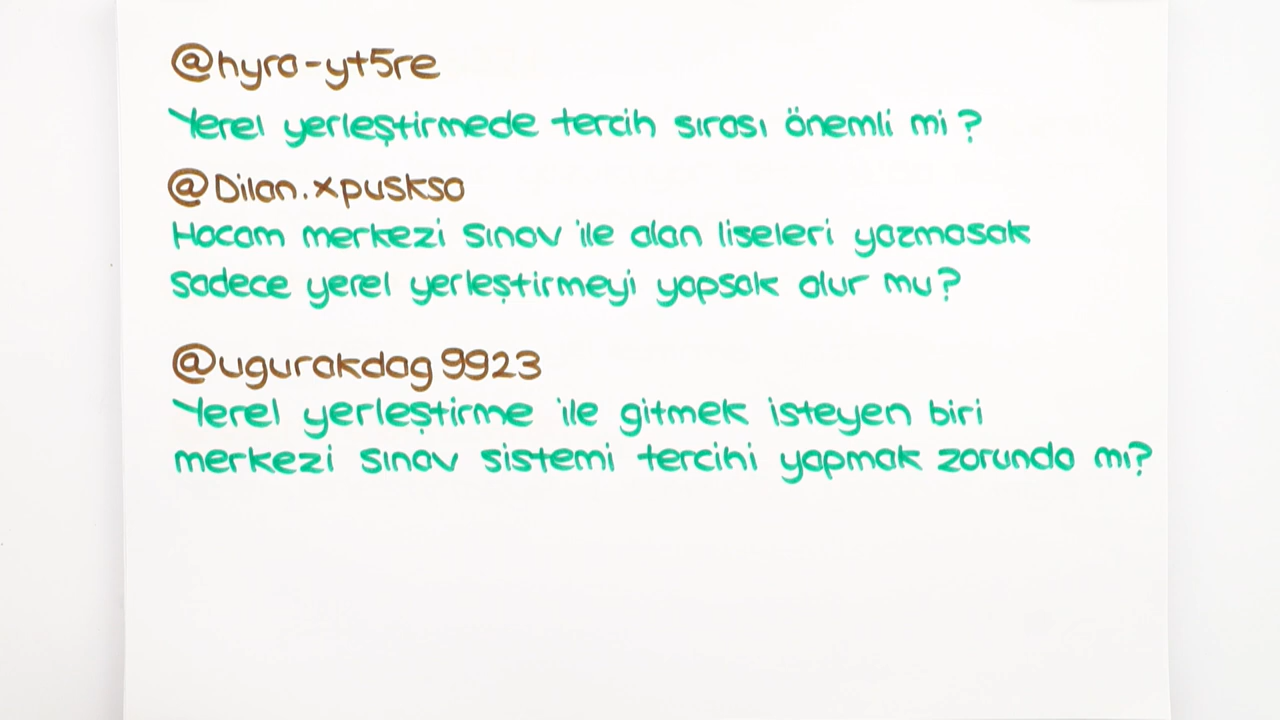 @hyra-yt5re
Yerel yerleştirmede tercih sırası önemli mi?
@Dilan.xpuskso
Hocam merkezi sınav ile alan liseleri yazmasak
sadece yerel yerleştirmeyi yapsak olur mu?
@ugurakdag9923
Yerel yerleştirme ile gitmek isteyen biri
merkezi sınav sistemi tercihi yapmak zorunda mı?